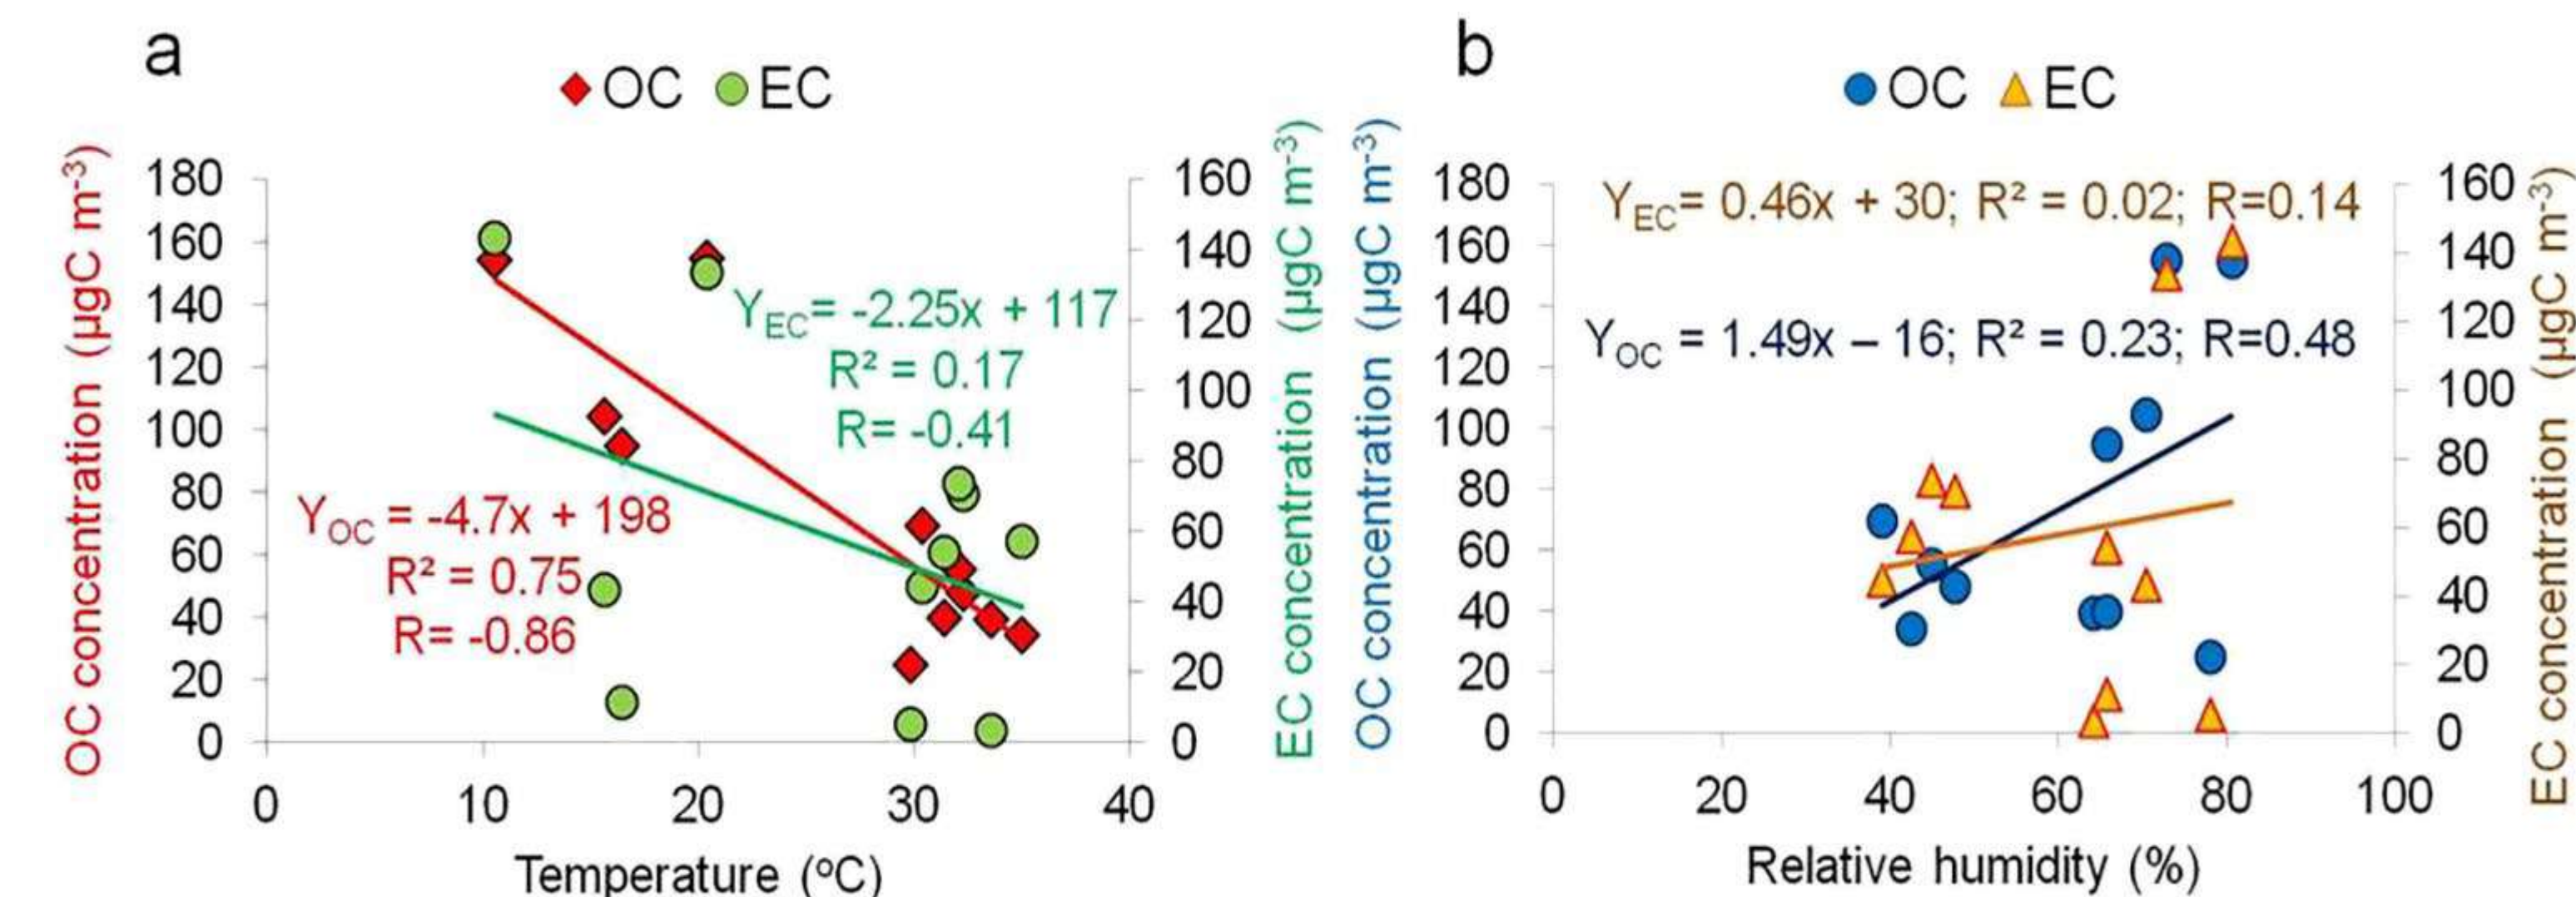 a
OC EC
OC concentration (µgC m⁻³)
180
160
140
120
100
80
60
40
20
0
Y_EC= -2.25x + 117
R² = 0.17
R= -0.41
Y_OC = -4.7x + 198
R² = 0.75
R= -0.86
160
140
120
100
80
60
40
20
0
EC concentration (µgC m⁻³)
0 10 20 30 40
Temperature (ºC)
b
OC EC
OC concentration (µgC m⁻³)
180
160
140
120
100
80
60
40
20
0
Y_EC= 0.46x + 30; R² = 0.02; R=0.14
Y_OC = 1.49x – 16; R² = 0.23; R=0.48
160
140
120
100
80
60
40
20
0
EC concentration (µgC m⁻³)
0 20 40 60 80 100
Relative humidity (%)